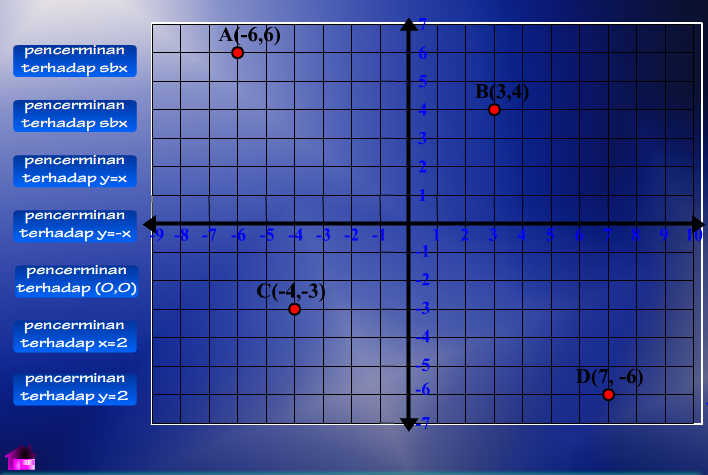 pencerminan
terhadap sbx
pencerminan
terhadap sbx
pencerminan
terhadap y=x
pencerminan
terhadap y=-x
pencerminan
terhadap (0,0)
pencerminan
terhadap x=2
pencerminan
terhadap y=2
7
A(-6,6)
6
5
B(3,4)
4
3
2
1
-9 -8 -7 -6 -5 -4 -3 -2 -1 1 2 3 4 5 6 7 8 9 10
-1
-2
C(-4,-3)
-3
-4
-5
D(7, -6)
-6
-7